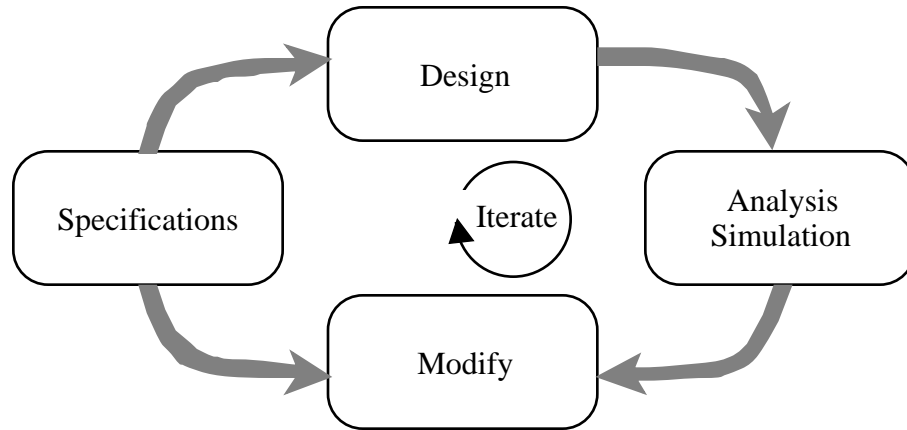 Design
Specifications
Iterate
Analysis
Simulation
Modify